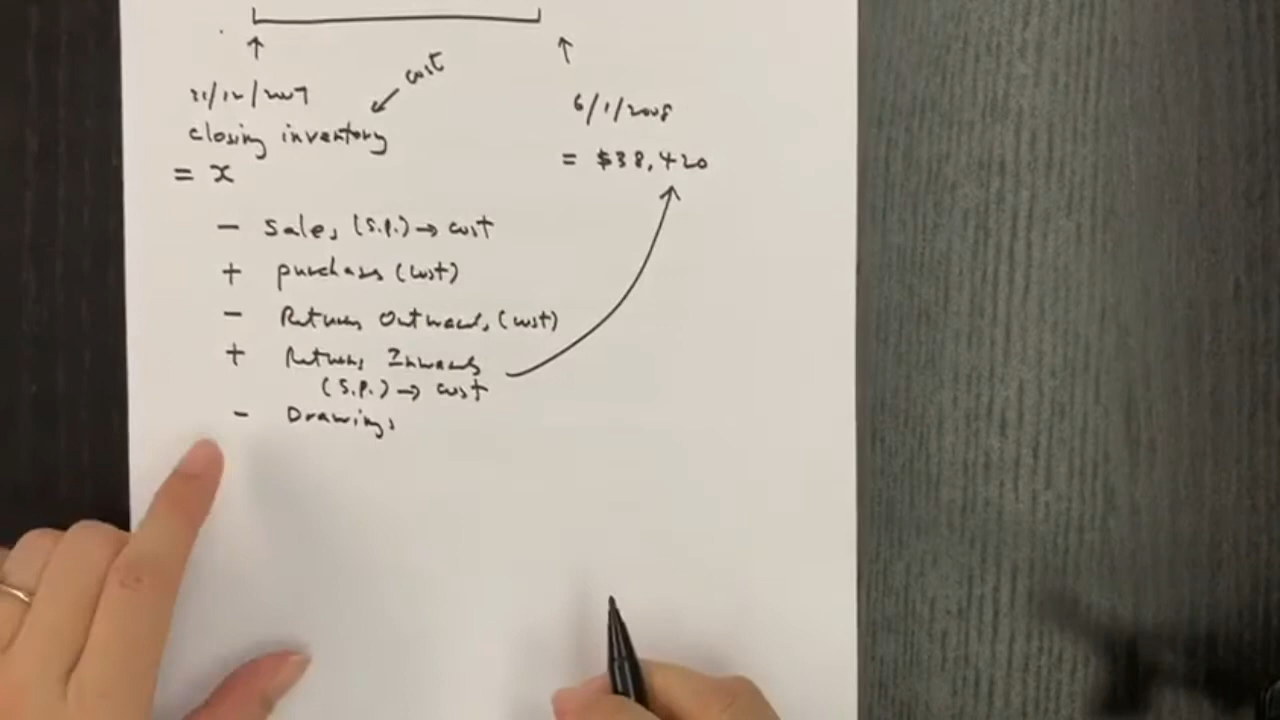 31/12/2007
cost
closing inventory
= x
6/1/2008
= $38,420
- Sales (S.P.) → cost
+ purchases (cost)
- Returns Outwards (cost)
+ Returns Inwards
(S.P.) → cost
- Drawings